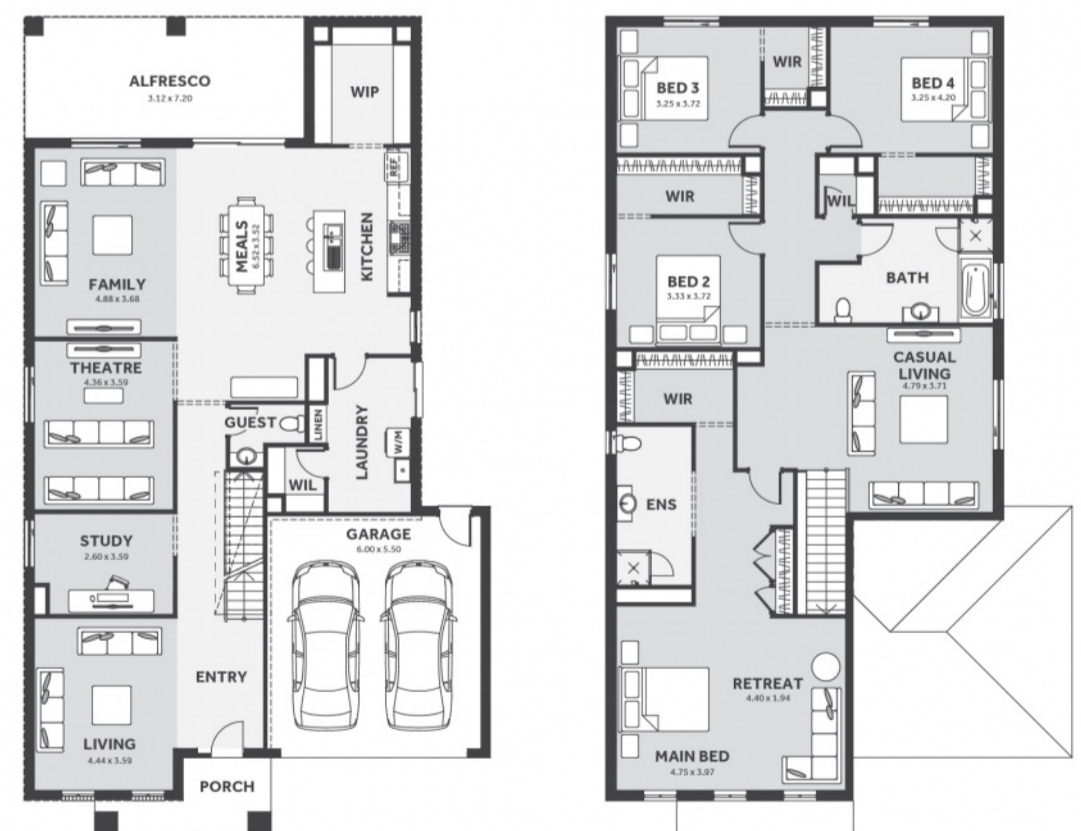 ALFRESCO
3.12 x 7.20
WIP
REF
MEALS
6.52 x 3.52
KITCHEN
FAMILY
4.88 x 3.68
THEATRE
4.36 x 3.59
GUEST
LINEN
LAUNDRY
W/M
WIL
STUDY
2.60 x 3.59
GARAGE
6.00 x 5.50
ENTRY
LIVING
4.44 x 3.59
PORCH
BED 3
3.25 x 3.72
WIR
BED 4
3.25 x 4.20
WIR
WIL
BED 2
3.33 x 3.72
BATH
CASUAL
LIVING
4.79 x 3.71
WIR
ENS
RETREAT
4.40 x 1.94
MAIN BED
4.75 x 3.97